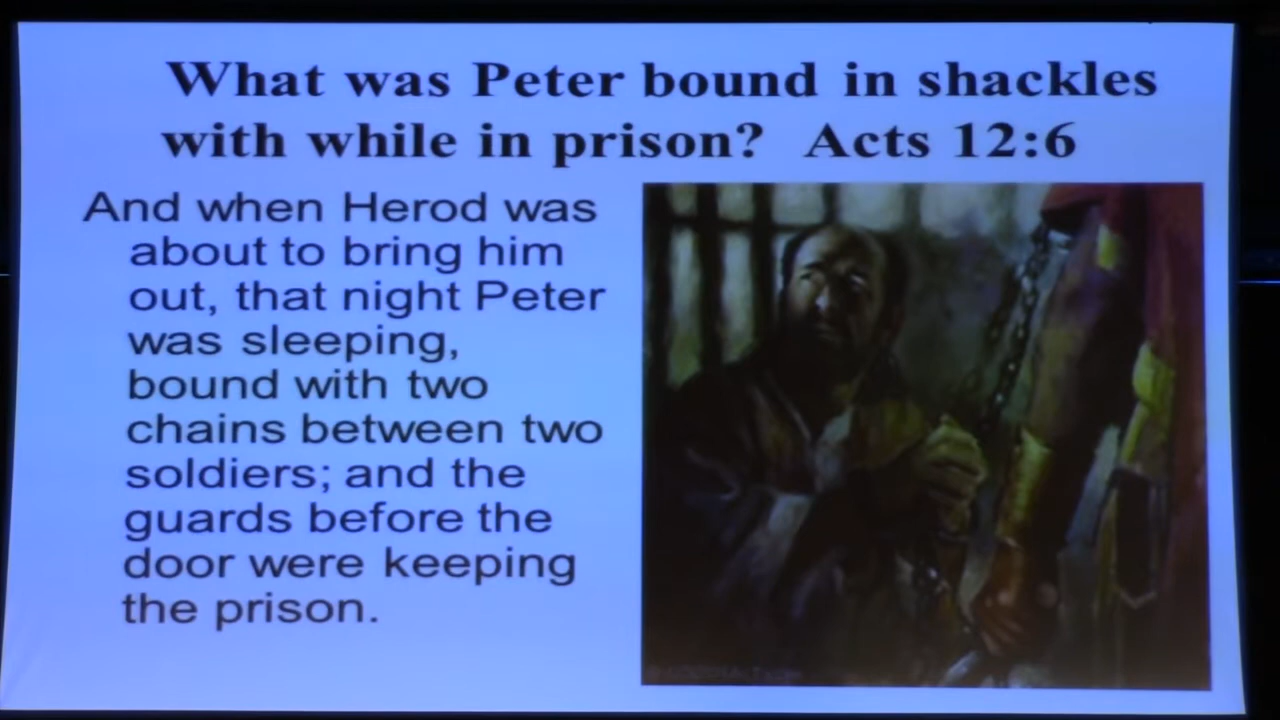 What was Peter bound in shackles
with while in prison? Acts 12:6
And when Herod was
about to bring him
out, that night Peter
was sleeping,
bound with two
chains between two
soldiers; and the
guards before the
door were keeping
the prison.